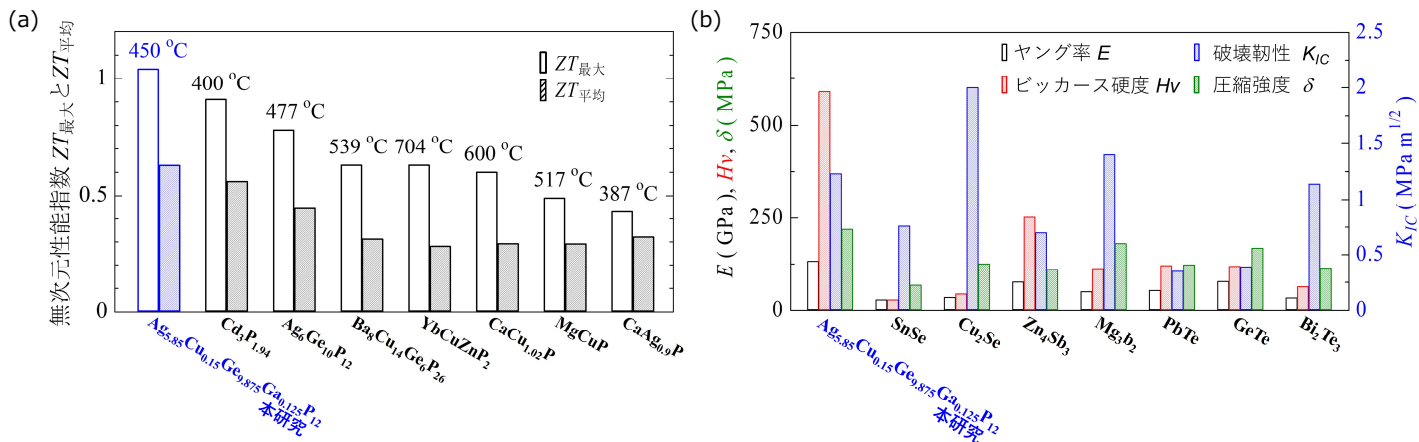 (a)
無次元性能指数 ZT最大とZT平均
1
0.5
0
450 °C
400 °C
477 °C
539 °C
704 °C
600 °C
517 °C
387 °C
ZT最大
ZT平均
Ag5.85Cu0.15Ge9.875Ga0.125P12
本研究
Cd3P1.94
Ag6Ge10P12
Ba8Cu14Ge6P26
YbCuZnP2
CaCu1.02P
MgCuP
CaAg0.9P
(b)
E (GPa), Hv, δ (MPa)
750
500
250
0
ヤング率 E
ビッカース硬度 Hv
破壊靭性 KIC
圧縮強度 δ
2.5
2
1.5
1
0.5
0
KIC (MPa m1/2)
Ag5.85Cu0.15Ge9.875Ga0.125P12
本研究
SnSe
Cu2Se
Zn4Sb3
Mg3b2
PbTe
GeTe
Bi2Te3